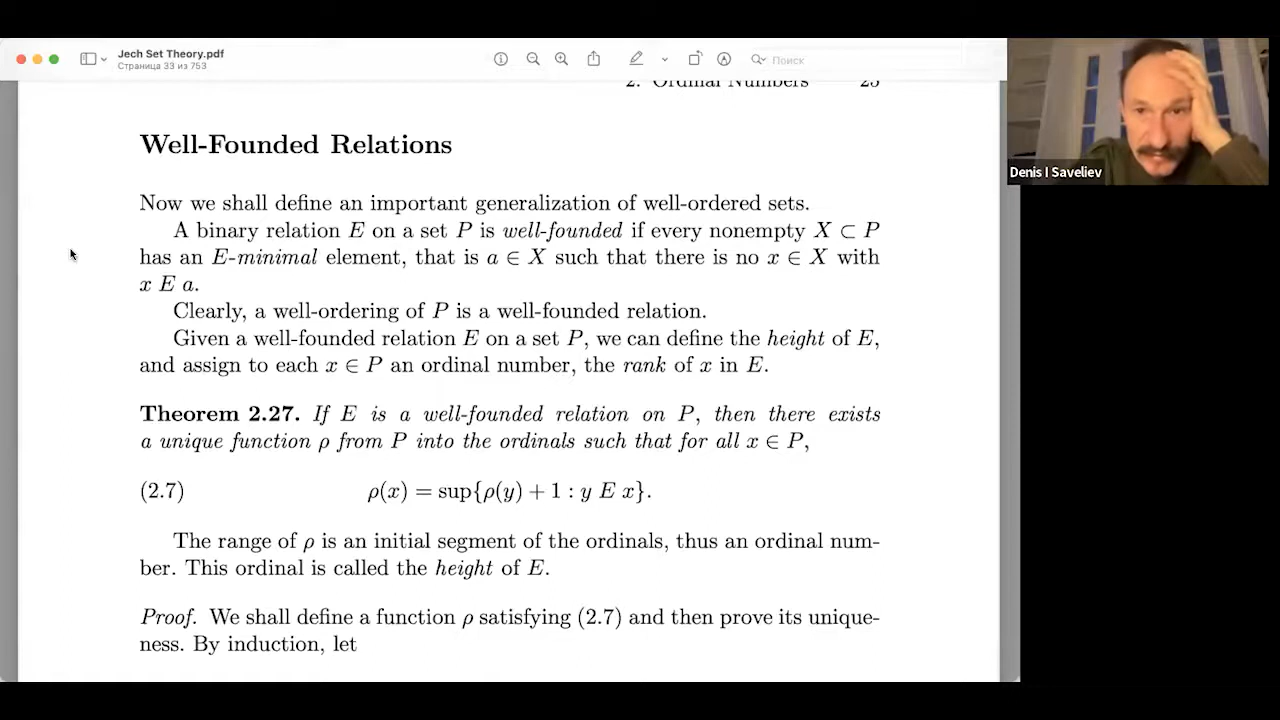 Jech Set Theory.pdf
Страница 33 из 753
Поиск
2. Ordinal Numbers 25
Well-Founded Relations
Now we shall define an important generalization of well-ordered sets.
A binary relation E on a set P is well-founded if every nonempty X ⊂ P
has an E-minimal element, that is a ∈ X such that there is no x ∈ X with
x E a.
Clearly, a well-ordering of P is a well-founded relation.
Given a well-founded relation E on a set P, we can define the height of E,
and assign to each x ∈ P an ordinal number, the rank of x in E.
Theorem 2.27. If E is a well-founded relation on P, then there exists
a unique function ρ from P into the ordinals such that for all x ∈ P,
(2.7) ρ(x) = sup{ρ(y) + 1 : y E x}.
The range of ρ is an initial segment of the ordinals, thus an ordinal num-
ber. This ordinal is called the height of E.
Proof. We shall define a function ρ satisfying (2.7) and then prove its unique-
ness. By induction, let
Denis I Saveliev